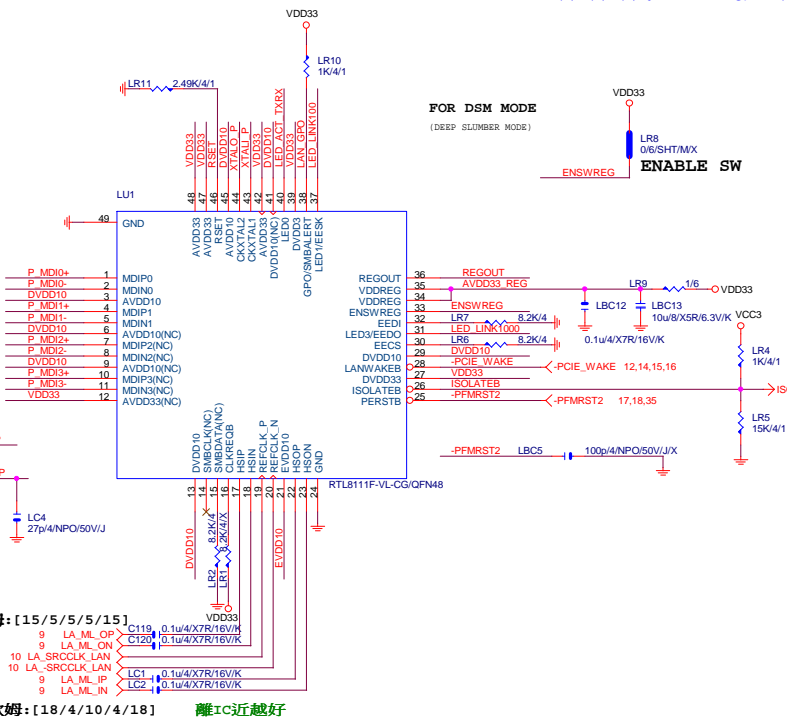 VDD33
LR10
1K/4/1
LR11
2.49K/4/1
FOR DSM MODE
(DEEP SLUMBER MODE)
VDD33
LR8
0/6/SHT/M/X
ENABLE SW
ENSWREG
VDD33
VDD33
RSET
DVDD10
XTALO_P
XTALI_P
VDD33
DVDD10
LED_ACT_TXRX
VDD33
LAN_GPO
LED_LINK100
LU1
48
47
46
45
44
43
42
41
40
39
38
37
AVDD33
AVDD33
RSET
AVDD10
CKXTAL2
CKXTAL1
AVDD33
DVDD10(NC)
LED0
DVDD3
GPO/SMBALERT
LED1/EESK
49 GND
P_MDI0+ 1 MDIP0
P_MDI0- 2 MDIN0
DVDD10 3 AVDD10
P_MDI1+ 4 MDIP1
P_MDI1- 5 MDIN1
DVDD10 6 AVDD10(NC)
P_MDI2+ 7 MDIP2(NC)
P_MDI2- 8 MDIN2(NC)
DVDD10 9 AVDD10(NC)
P_MDI3+ 10 MDIP3(NC)
P_MDI3- 11 MDIN3(NC)
VDD33 12 AVDD33(NC)
REGOUT 36 REGOUT
VDDREG 35 AVDD33_REG
VDDREG 34
ENSWREG 33 ENSWREG
EEDI 32 LR7 8.2K/4
LED3/EEDO 31 LED_LINK1000
EECS 30 LR6 8.2K/4
DVDD10 29 DVDD10
LANWAKEB 28 -PCIE_WAKE
DVDD33 27 VDD33
ISOLATEB 26 ISOLATEB
PERSTB 25 -PFMRST2
LR9
1/6
VDD33
LBC12
0.1u/4/X7R/16V/K
LBC13
10u/8/X5R/6.3V/K
VCC3
LR4
1K/4/1
-PCIE_WAKE 12,14,15,16
-PFMRST2 17,18,35
LR5
15K/4/1
-PFMRST2
LBC5
100p/4/NPO/50V/J/X
DVDD10
SMBCLK(NC)
SMBDATA(NC)
CLKREQB
HSIP
HSIN
REFCLK_P
REFCLK_N
EVDD10
HSOP
HSON
GND
RTL8111F-VL-CG/QFN48
13
14
15
16
17
18
19
20
21
22
23
24
DVDD10
8.2K/4
8.2K/4/X
LR2
LR1
EVDD10
VDD33
LC4
27p/4/NPO/50V/J
:[15/5/5/5/15]
9 LA_ML_OP C119 0.1u/4/X7R/16V/K
9 LA_ML_ON C120 0.1u/4/X7R/16V/K
10 LA_SRCCLK_LAN
10 LA_-SRCCLK_LAN
9 LA_ML_IP LC1 0.1u/4/X7R/16V/K
9 LA_ML_IN LC2 0.1u/4/X7R/16V/K
姆:[18/4/10/4/18]
離IC近越好